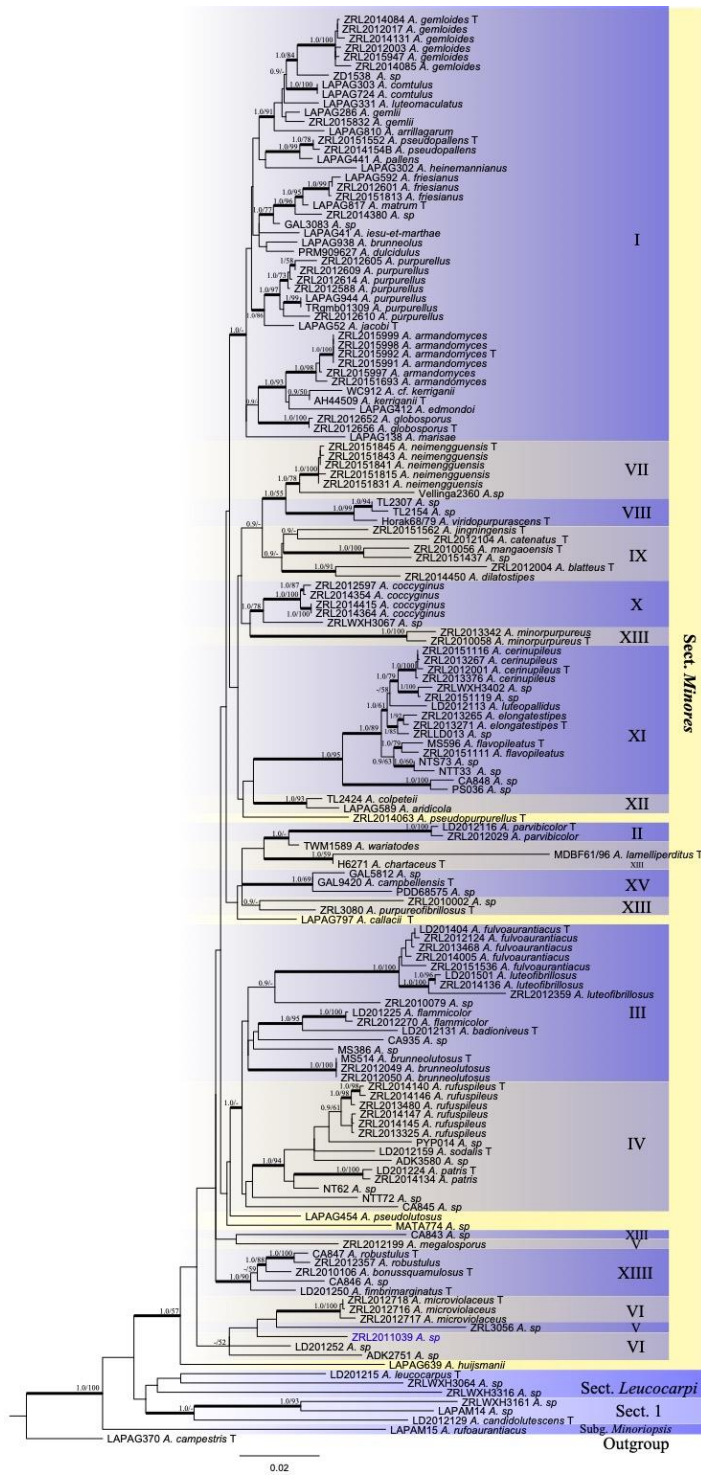 ZRL2014084 A. gemloides T
ZRL2012017 A. gemloides
ZRL2014131 A. gemloides
ZRL2012003 A. gemloides
ZRL2015947 A. gemloides
ZRL2014085 A. gemloides
ZD1538 A. sp
LAPAG303 A. comtulus
LAPAG724 A. comtulus
LAPAG331 A. luteomaculatus
LAPAG286 A. gemlii
ZRL2015832 A. gemlii
LAPAG810 A. arrillagarum
ZRL20151552 A. pseudopallens T
ZRL2014154B A. pseudopallens
LAPAG441 A. pallens
LAPAG302 A. heinemannianus
LAPAG592 A. friesianus
ZRL2012601 A. friesianus
ZRL20151813 A. friesianus
LAPAG817 A. matrum T
ZRL2014380 A. sp
GAL3083 A. sp
LAPAG41 A. iesu-et-marthae
LAPAG938 A. brunneolus
PRM909627 A. dulcidulus
ZRL2012605 A. purpurellus
ZRL2012609 A. purpurellus
ZRL2012614 A. purpurellus
ZRL2012588 A. purpurellus
LAPAG944 A. purpurellus
TRgmb01309 A. purpurellus
ZRL2012610 A. purpurellus
LAPAG52 A. jacobi T
ZRL2015999 A. armandomyces
ZRL2015998 A. armandomyces
ZRL2015992 A. armandomyces T
ZRL2015991 A. armandomyces
ZRL2015997 A. armandomyces
ZRL20151693 A. armandomyces
WC912 A. cf. kerriganii
AH44509 A. kerriganii T
LAPAG412 A. edmondoi
ZRL2012652 A. globosporus
ZRL2012656 A. globosporus T
LAPAG138 A. marisae
I
ZRL20151845 A. neimengguensis T
ZRL20151843 A. neimengguensis
ZRL20151841 A. neimengguensis
ZRL20151815 A. neimengguensis
ZRL20151831 A. neimengguensis
Vellinga2360 A.sp
VII
TL2307 A. sp
TL2154 A. sp
Horak68/79 A. viridopurpurascens T
VIII
ZRL20151562 A. jingningensis T
ZRL2012104 A. catenatus T
ZRL2010056 A. mangaoensis T
ZRL20151437 A. sp
ZRL2012004 A. blatteus T
ZRL2014450 A. dilatostipes
IX
ZRL2012597 A. coccyginus
ZRL2014354 A. coccyginus
ZRL2014415 A. coccyginus
ZRL2014364 A. coccyginus
ZRLWXH3067 A. sp
X
ZRL2013342 A. minorpurpureus
ZRL2010058 A. minorpurpureus T
XIII
ZRL20151116 A. cerinupileus
ZRL2013267 A. cerinupileus
ZRL2012001 A. cerinupileus T
ZRL2013376 A. cerinupileus
ZRLWXH3402 A. sp
ZRL20151119 A. sp
LD2012113 A. luteopallidus
ZRL2013265 A. elongatestipes
ZRL2013271 A. elongatestipes T
ZRLLD013 A. sp
MS596 A. flavopileatus T
ZRL20151111 A. flavopileatus
NTS73 A. sp
NTT33 A. sp
CA848 A. sp
PS036 A. sp
XI
TL2424 A. colpeteii
LAPAG589 A. aridicola
XII
ZRL2014063 A. pseudopurpurellus T
LD2012116 A. parvibicolor T
ZRL2012029 A. parvibicolor
II
TWM1589 A. wariatodes
MDBF61/96 A. lamelliperditus T
H6271 A. chartaceus T
XIII
GAL5812 A. sp
GAL9420 A. campbellensis T
PDD68575 A. sp
XV
ZRL2010002 A. sp
ZRL3080 A. purpureofibrillosus T
XIII
LAPAG797 A. callacii T
LD201404 A. fulvoaurantiacus T
ZRL2012124 A. fulvoaurantiacus
ZRL2013468 A. fulvoaurantiacus
ZRL2014005 A. fulvoaurantiacus
ZRL20151536 A. fulvoaurantiacus
LD201501 A. luteofibrillosus
ZRL2014136 A. luteofibrillosus
ZRL2012359 A. luteofibrillosus
ZRL2010079 A. sp
LD201225 A. flammicolor
ZRL2012270 A. flammicolor
LD2012131 A. badioniveus T
CA935 A. sp
MS386 A. sp
MS514 A. brunneolutosus T
ZRL2012049 A. brunneolutosus
ZRL2012050 A. brunneolutosus
III
ZRL2014140 A. rufuspileus T
ZRL2014146 A. rufuspileus
ZRL2013480 A. rufuspileus
ZRL2014147 A. rufuspileus
ZRL2014145 A. rufuspileus
ZRL2013325 A. rufuspileus
PYP014 A. sp
LD2012159 A. sodalis T
ADK3580 A. sp
LD201224 A. patris T
ZRL2014134 A. patris
NT62 A. sp
NTT72 A. sp
CA845 A. sp
IV
LAPAG454 A. pseudolutosus
MATA774 A. sp
CA843 A. sp
XIII
ZRL2012199 A. megalosporus
V
CA847 A. robustulus T
ZRL2012357 A. robustulus
ZRL2010106 A. bonussquamulosus T
CA846 A. sp
LD201250 A. fimbrimarginatus T
XIIII
ZRL2012718 A. microviolaceus T
ZRL2012716 A. microviolaceus
ZRL2012717 A. microviolaceus
VI
ZRL3056 A. sp
V
ZRL2011039 A. sp
LD201252 A. sp
ADK2751 A. sp
VI
LAPAG639 A. huijsmanii
Sect. Minores
LD201215 A. leucocarpus T
ZRLWXH3064 A. sp
ZRLWXH3316 A. sp
Sect. Leucocarpi
ZRLWXH3161 A. sp
LAPAM14 A. sp
LD2012129 A. candidolutescens T
Sect. 1
LAPAM15 A. rufoaurantiacus
Subg. Minoriopsis
LAPAG370 A. campestris T
Outgroup
0.02